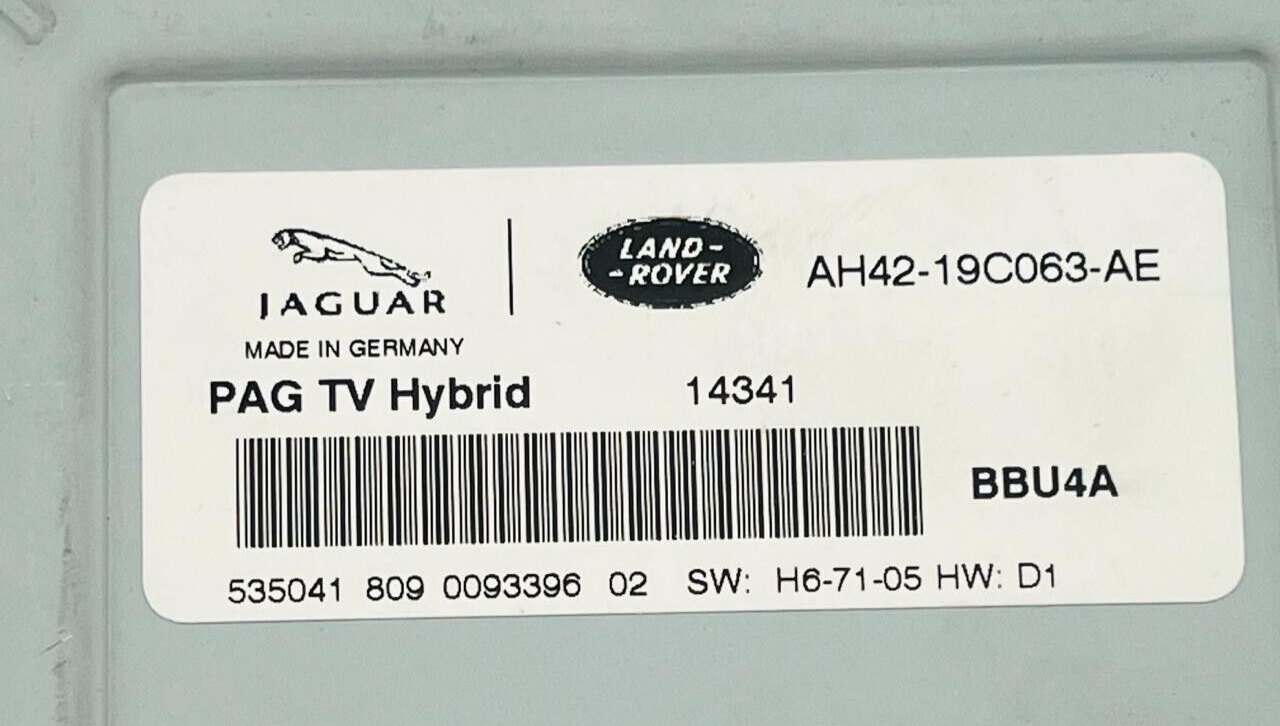 JAGUAR
LAND-
-ROVER
AH42-19C063-AE
MADE IN GERMANY
PAG TV Hybrid 14341
BBU4A
535041 809 0093396 02 SW: H6-71-05 HW: D1